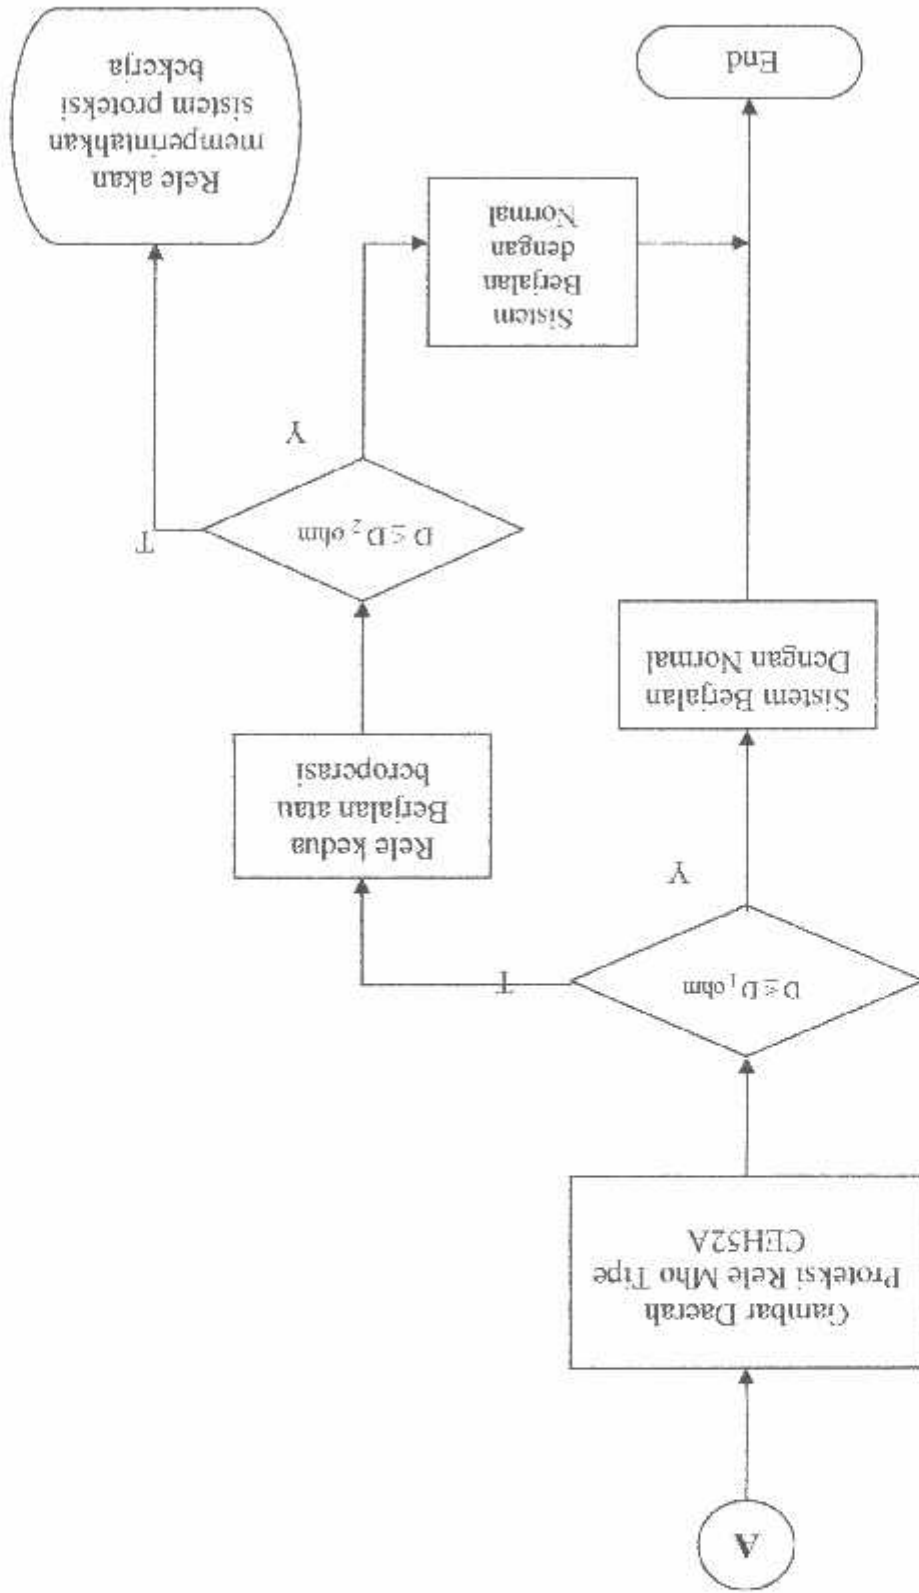 A
Gambar Daerah
Proteksi Rele Mho Tipe
CEH52A
D ≤ D₁ ohm
T
Y
Rele kedua
Berjalan atau
beroperasi
Sistem Berjalan
Dengan Normal
D ≤ D₂ ohm
T
Y
Sistem
Berjalan
dengan
Normal
Rele akan
memperintahkan
sistem proteksi
bekerja
End